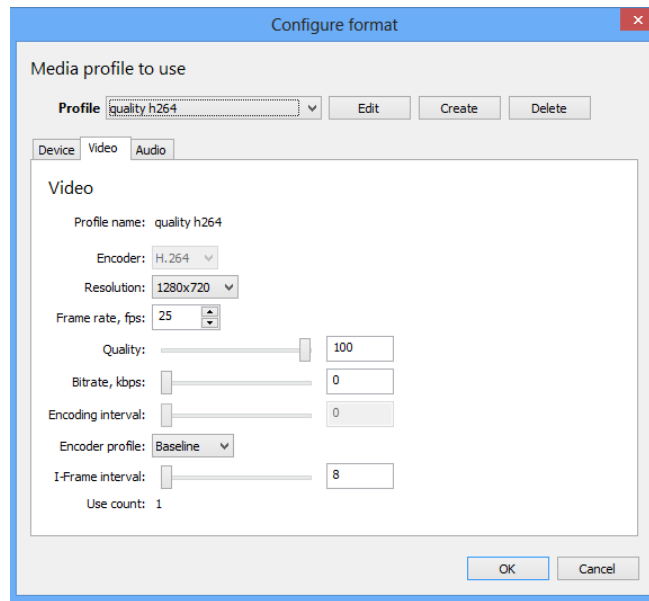 Configure format
Media profile to use
Profile quality h264 Edit Create Delete
Device Video Audio
Video
Profile name: quality h264
Encoder: H.264
Resolution: 1280x720
Frame rate, fps: 25
Quality: 100
Bitrate, kbps: 0
Encoding interval: 0
Encoder profile: Baseline
I-Frame interval: 8
Use count: 1
OK Cancel